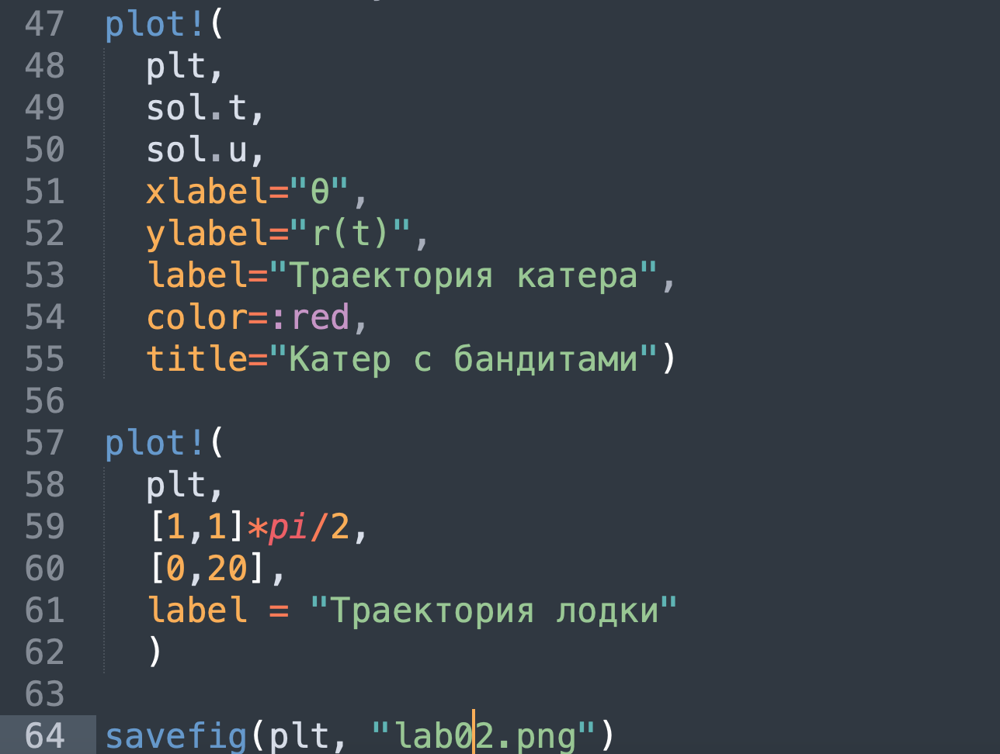 47 plot!(
48   plt,
49   sol.t,
50   sol.u,
51   xlabel="θ",
52   ylabel="r(t)",
53   label="Траектория катера",
54   color=:red,
55   title="Катер с бандитами")
56
57 plot!(
58   plt,
59   [1,1]*pi/2,
60   [0,20],
61   label = "Траектория лодки"
62   )
63
64 savefig(plt, "lab02.png")